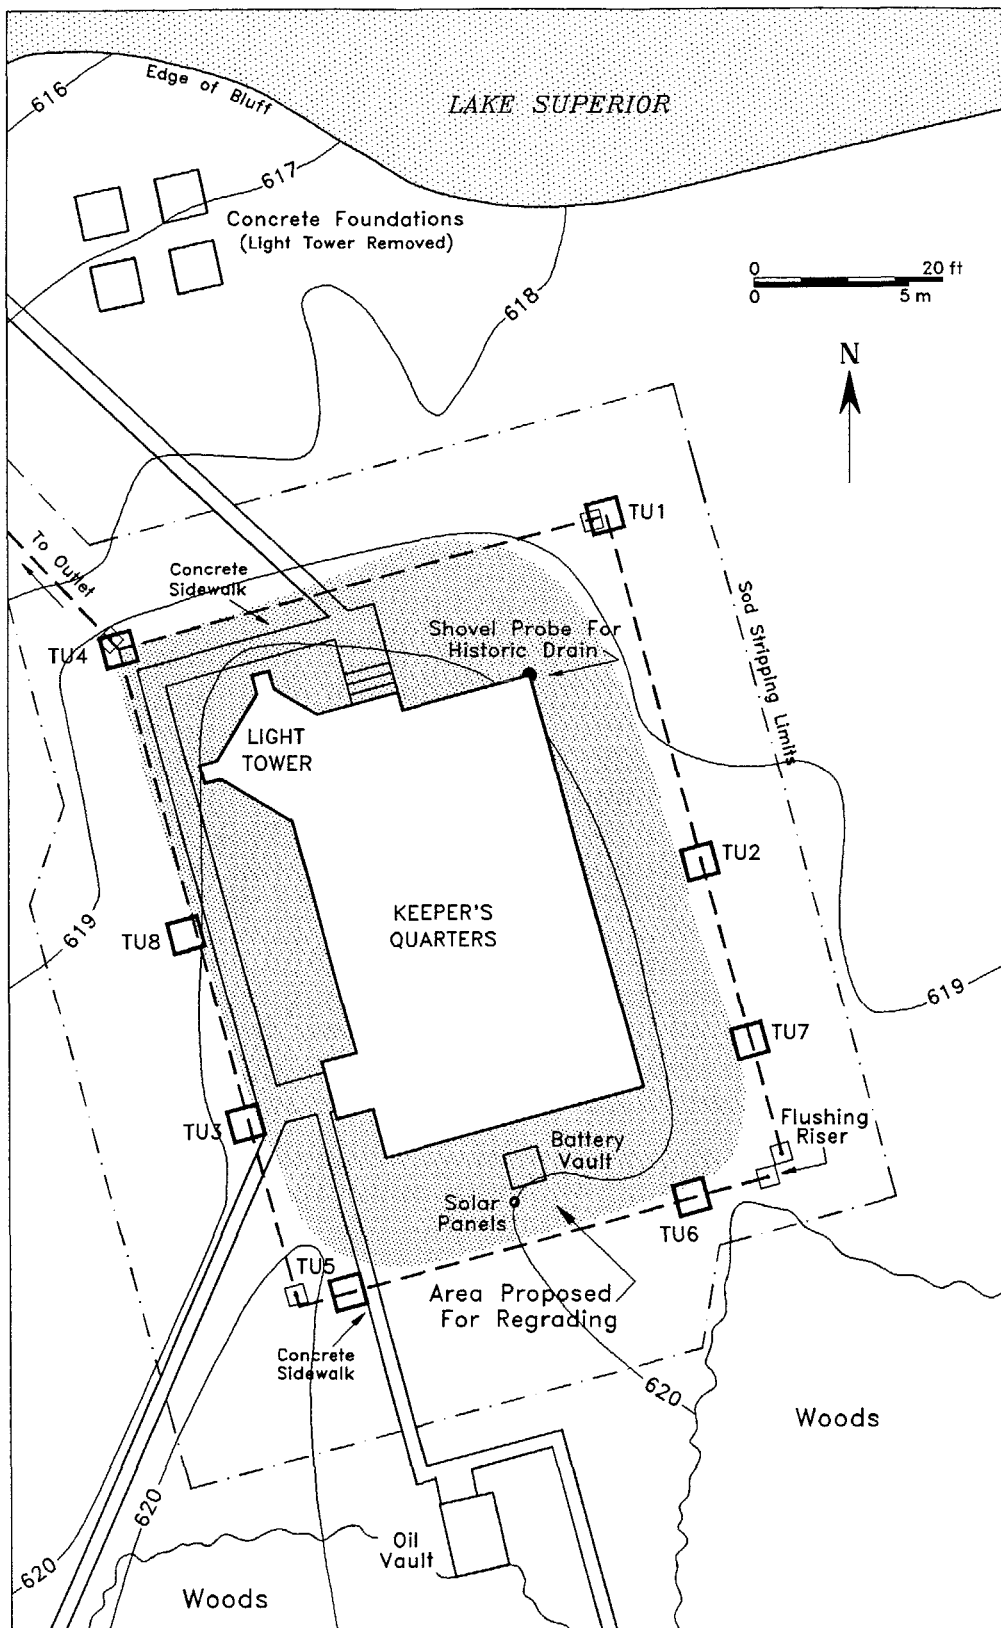 616
Edge of Bluff
LAKE SUPERIOR
617
Concrete Foundations
(Light Tower Removed)
618
0 20 ft
0 5 m
N
TU1
To Outlet
Concrete
Sidewalk
Shovel Probe For
Historic Drain
Sod Stripping Limits
TU4
LIGHT
TOWER
TU2
KEEPER'S
QUARTERS
TU8
619
619
TU7
TU3
Flushing
Riser
Battery
Vault
Solar
Panels
TU6
TU5
Area Proposed
For Regrading
Concrete
Sidewalk
620
Woods
620
Oil
Vault
620
Woods